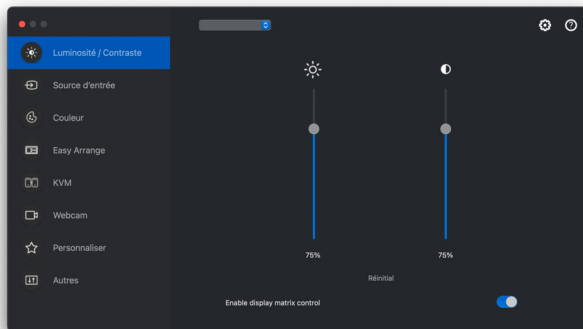 Luminosité / Contraste
Source d'entrée
Couleur
Easy Arrange
KVM
Webcam
Personnaliser
Autres
75%
75%
Réinitial
Enable display matrix control